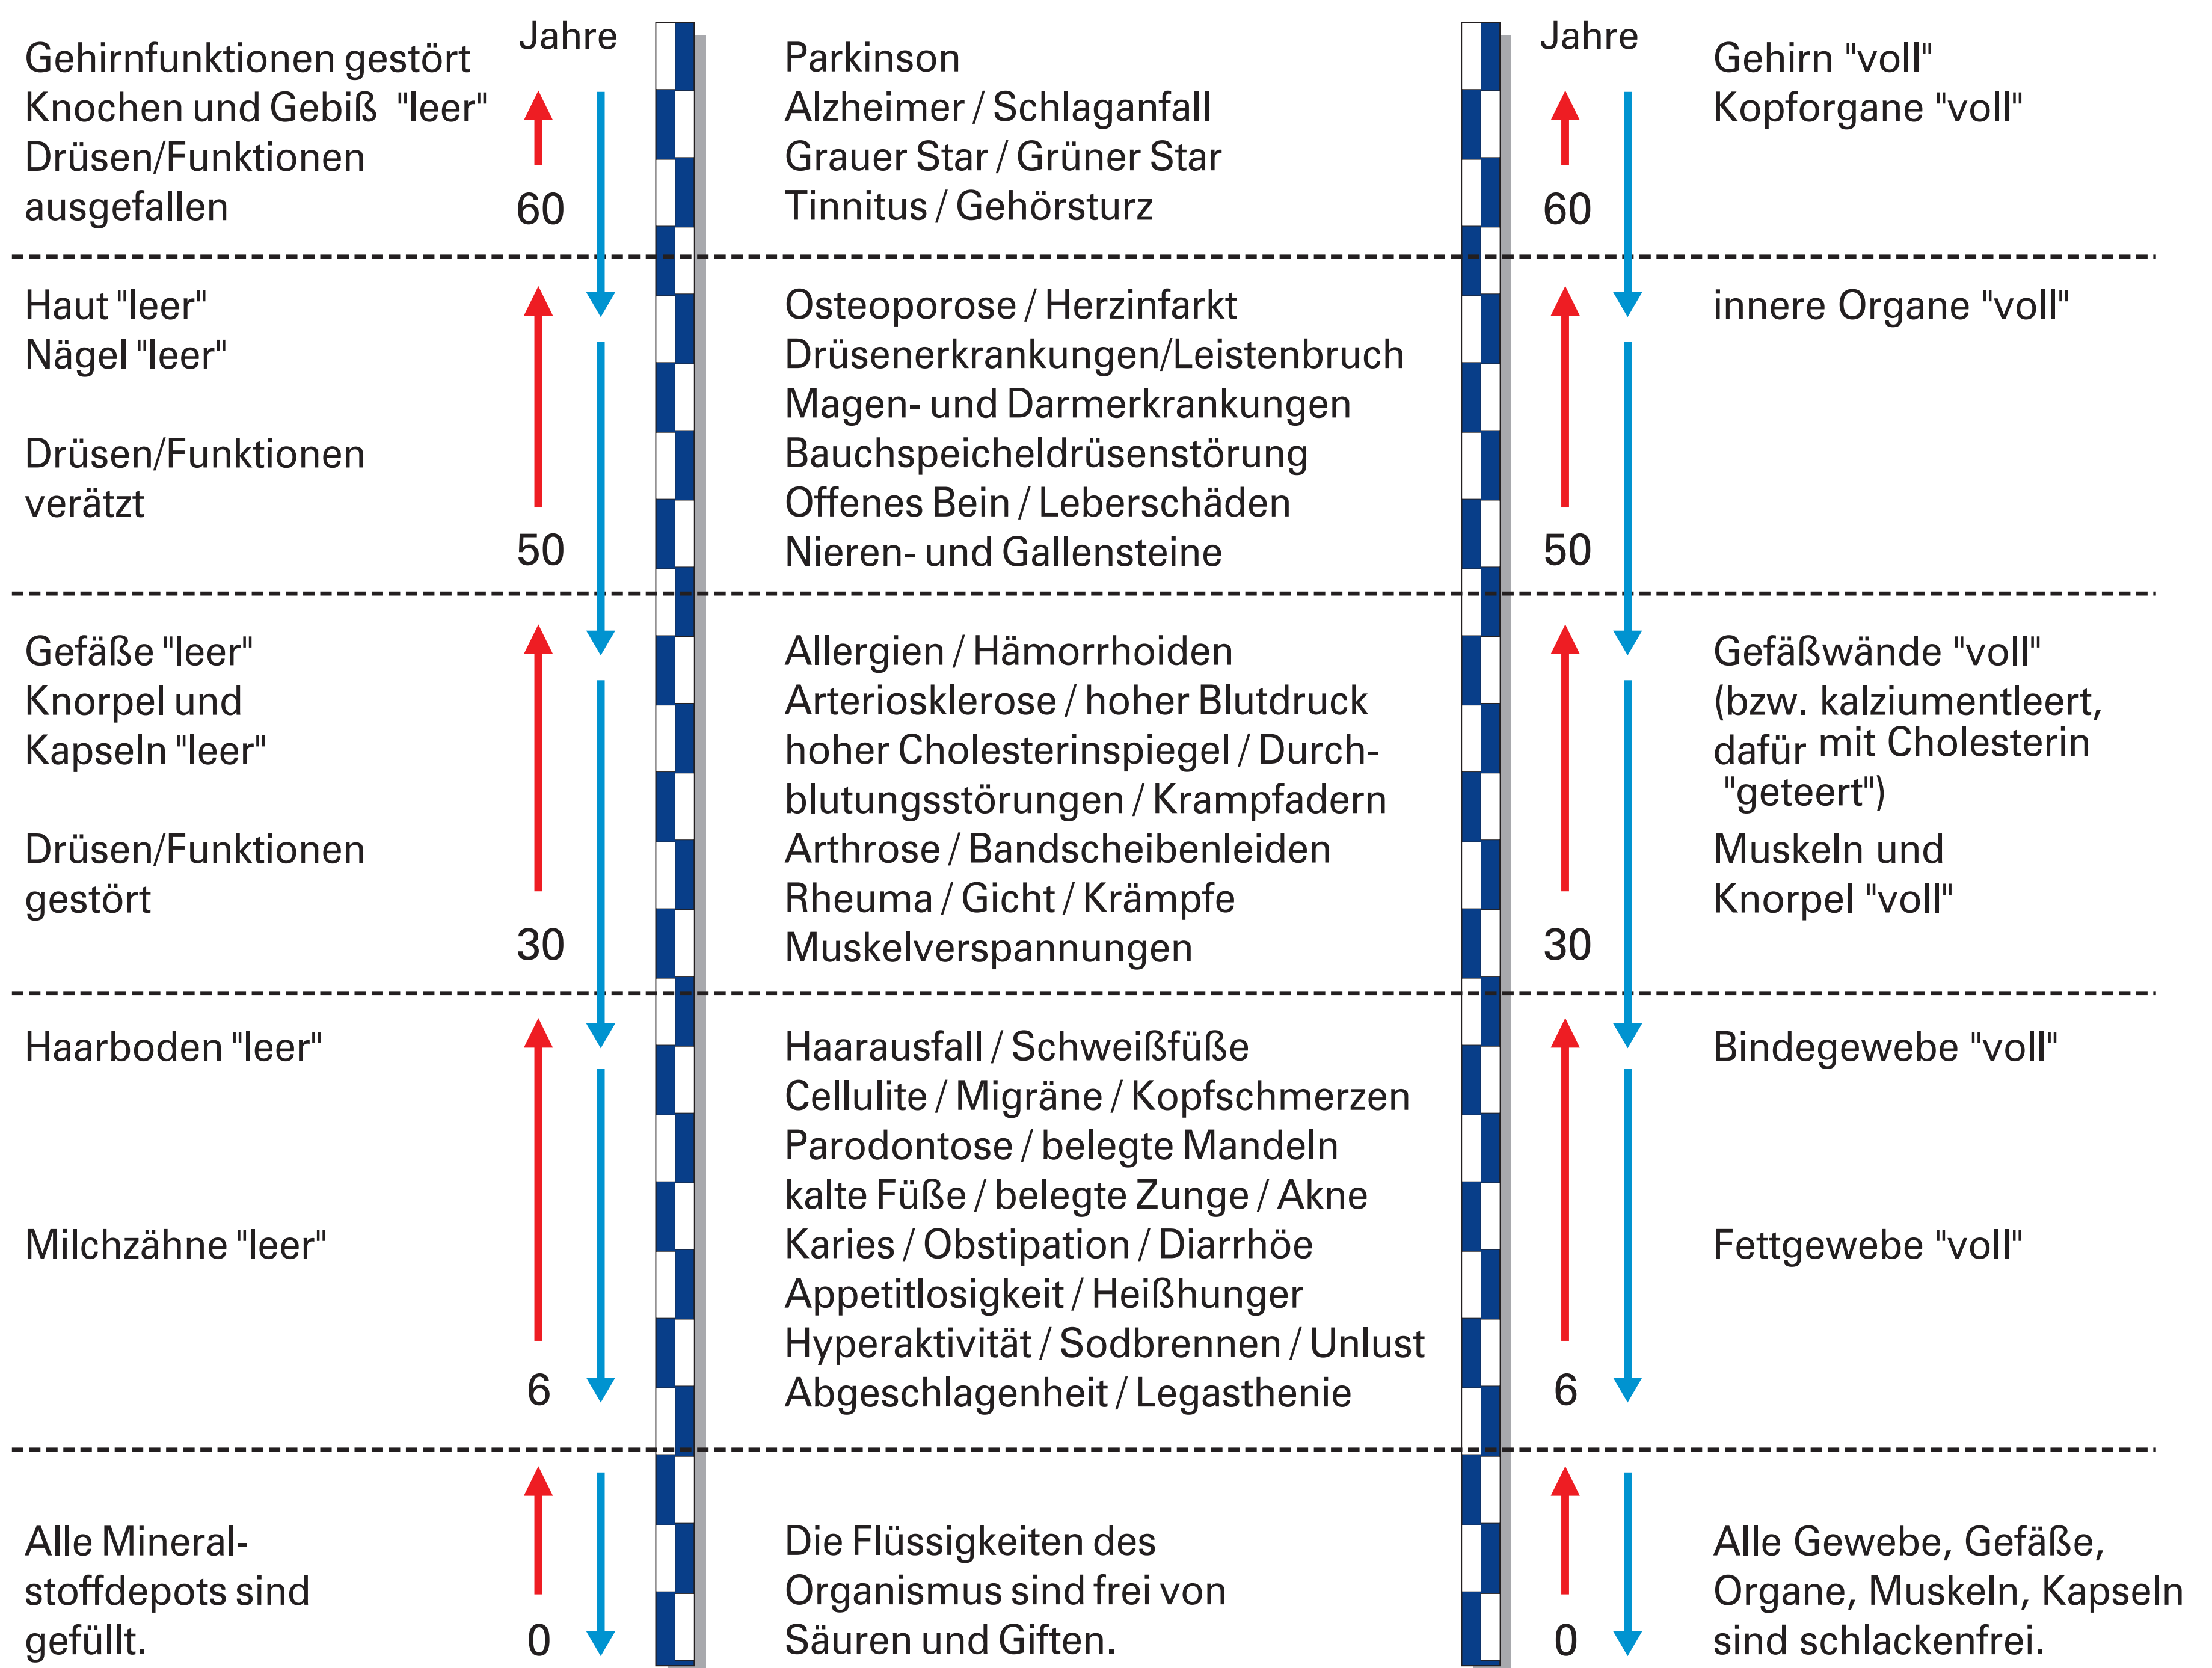 Jahre
Gehirnfunktionen gestört
Knochen und Gebiß "leer"
Drüsen/Funktionen
ausgefallen
60
Parkinson
Alzheimer / Schlaganfall
Grauer Star / Grüner Star
Tinnitus / Gehörsturz
Jahre
60
Gehirn "voll"
Kopforgane "voll"
Haut "leer"
Nägel "leer"
Drüsen/Funktionen
verätzt
50
Osteoporose / Herzinfarkt
Drüsenerkrankungen/Leistenbruch
Magen- und Darmerkrankungen
Bauchspeicheldrüsenstörung
Offenes Bein / Leberschäden
Nieren- und Gallensteine
50
innere Organe "voll"
Gefäße "leer"
Knorpel und
Kapseln "leer"
Drüsen/Funktionen
gestört
30
Allergien / Hämorrhoiden
Arteriosklerose / hoher Blutdruck
hoher Cholesterinspiegel / Durch-
blutungsstörungen / Krampfadern
Arthrose / Bandscheibenleiden
Rheuma / Gicht / Krämpfe
Muskelverspannungen
30
Gefäßwände "voll"
(bzw. kalziumentleert,
dafür mit Cholesterin
"geteert")
Muskeln und
Knorpel "voll"
Haarboden "leer"
Milchzähne "leer"
6
Haarausfall / Schweißfüße
Cellulite / Migräne / Kopfschmerzen
Parodontose / belegte Mandeln
kalte Füße / belegte Zunge / Akne
Karies / Obstipation / Diarrhöe
Appetitlosigkeit / Heißhunger
Hyperaktivität / Sodbrennen / Unlust
Abgeschlagenheit / Legasthenie
6
Bindegewebe "voll"
Fettgewebe "voll"
Alle Mineral-
stoffdepots sind
gefüllt.
0
Die Flüssigkeiten des
Organismus sind frei von
Säuren und Giften.
0
Alle Gewebe, Gefäße,
Organe, Muskeln, Kapseln
sind schlackenfrei.